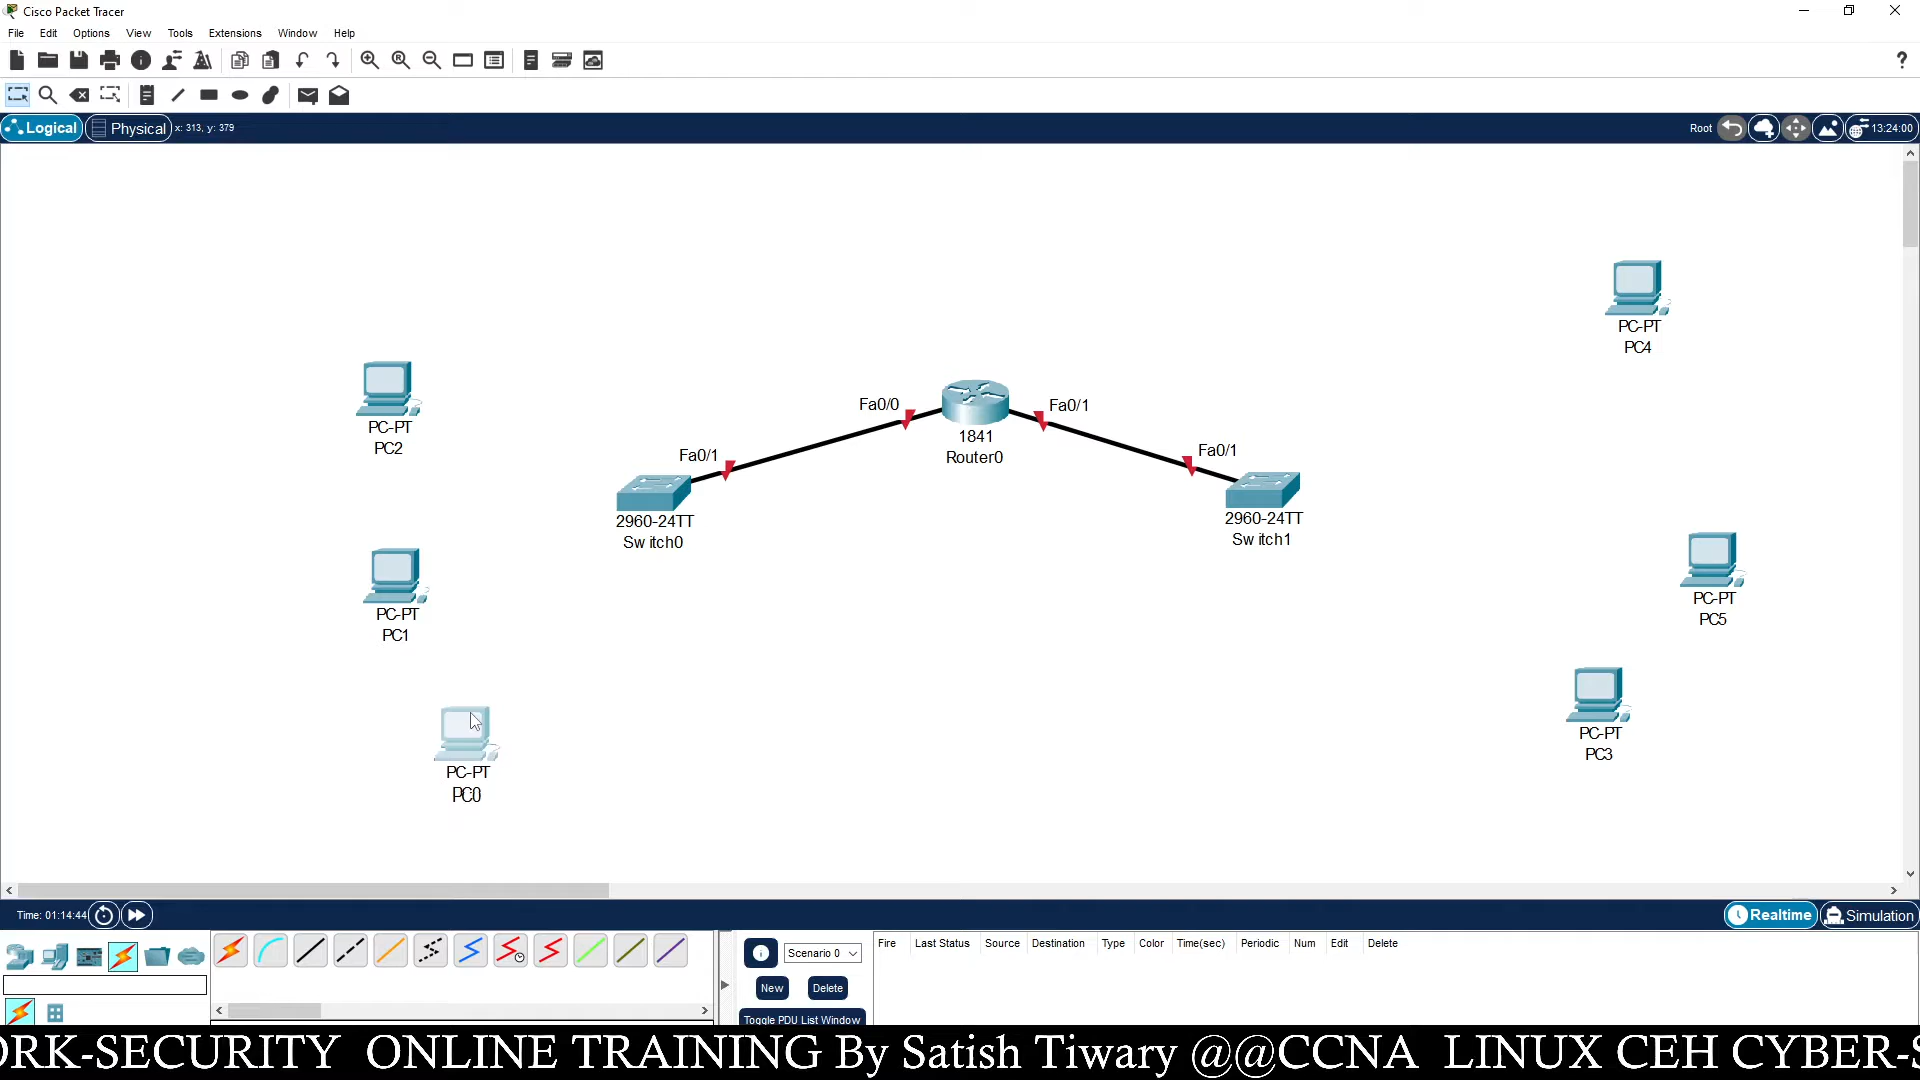 Cisco Packet Tracer
File Edit Options View Tools Extensions Window Help
?
Logical Physical x: 313, y: 379 Root 13:24:00
PC-PT
PC4
PC-PT
PC2
Fa0/0 Fa0/1
1841
Router0
Fa0/1 Fa0/1
2960-24TT
Switch0
2960-24TT
Switch1
PC-PT
PC1
PC-PT
PC5
PC-PT
PC3
PC-PT
PC0
Time: 01:14:44 Realtime Simulation
Scenario 0
New Delete
Toggle PDU List Window
Fire Last Status Source Destination Type Color Time(sec) Periodic Num Edit Delete
ORK-SECURITY ONLINE TRAINING By Satish Tiwary @@CCNA LINUX CEH CYBER-S